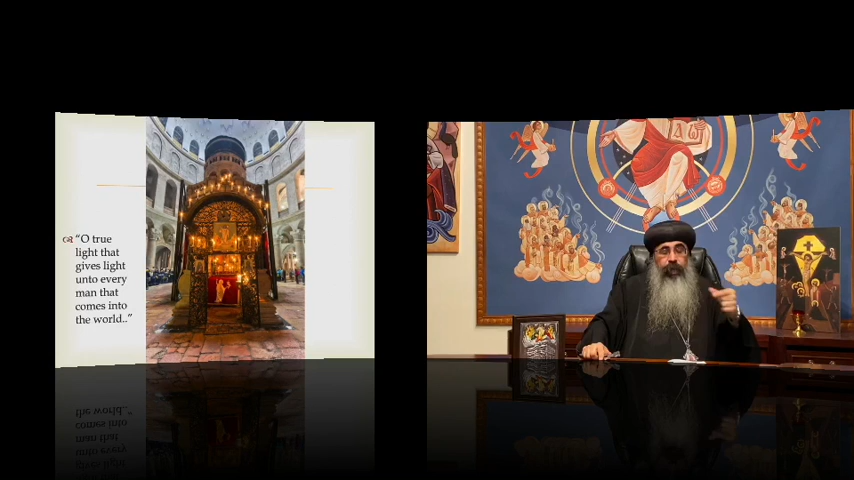 “O true
light that
gives light
unto every
man that
comes into
the world..”
Α Ω